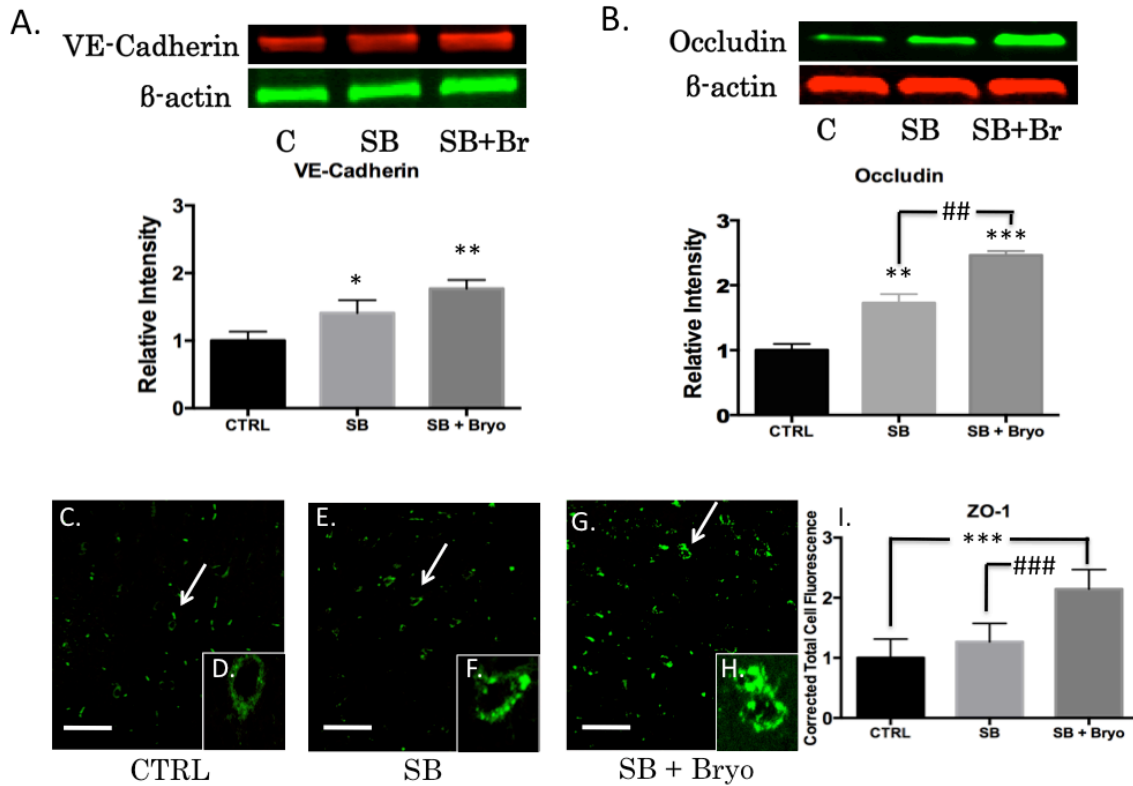 A.
VE-Cadherin
ß-actin
C SB SB+Br
VE-Cadherin
Relative Intensity
3
2
1
0
*
**
CTRL SB SB + Bryo
B.
Occludin
ß-actin
C SB SB+Br
Occludin
Relative Intensity
3
2
1
0
##
**
***
CTRL SB SB + Bryo
C.
D.
CTRL
E.
F.
SB
G.
H.
SB + Bryo
I.
ZO-1
Corrected Total Cell Fluorescence
3
2
1
0
***
###
CTRL SB SB + Bryo